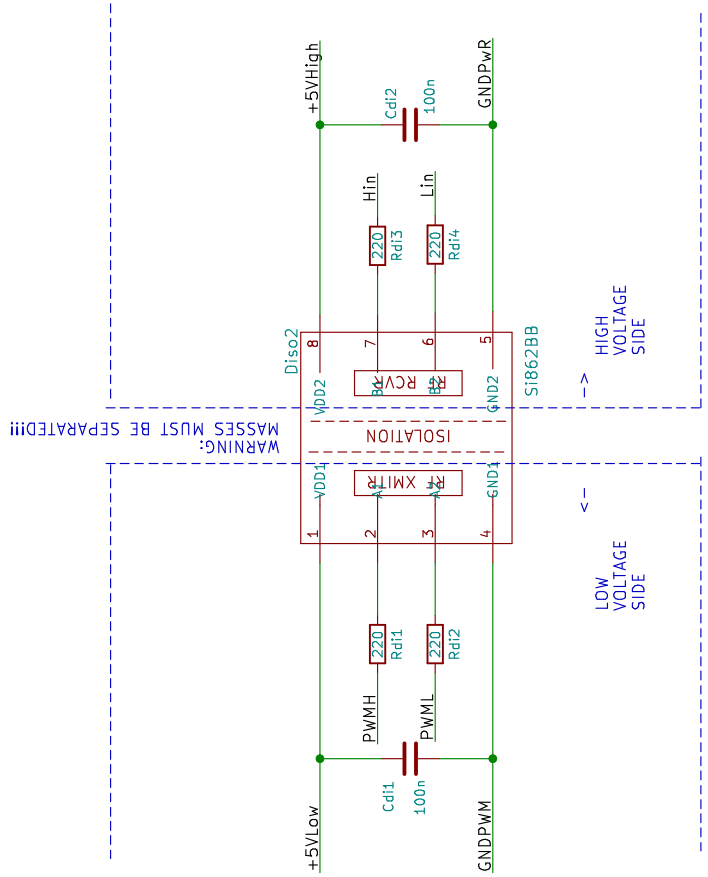 +5VHigh
GNDPwR
Cdi2
100n
Hin
Lin
220
Rdi3
220
Rdi4
HIGH
VOLTAGE
SIDE
-->
Diso2
Si862BB
8
7
6
5
RF RCVR
VDD2
B1
B2
GND2
WARNING:
MASSES MUST BE SEPARATED!!!
ISOLATION
RF XMITR
VDD1
A1
A2
GND1
1
2
3
4
<--
LOW
VOLTAGE
SIDE
220
Rdi1
220
Rdi2
PWMH
PWML
Cdi1
100n
+5VLow
GNDPWM